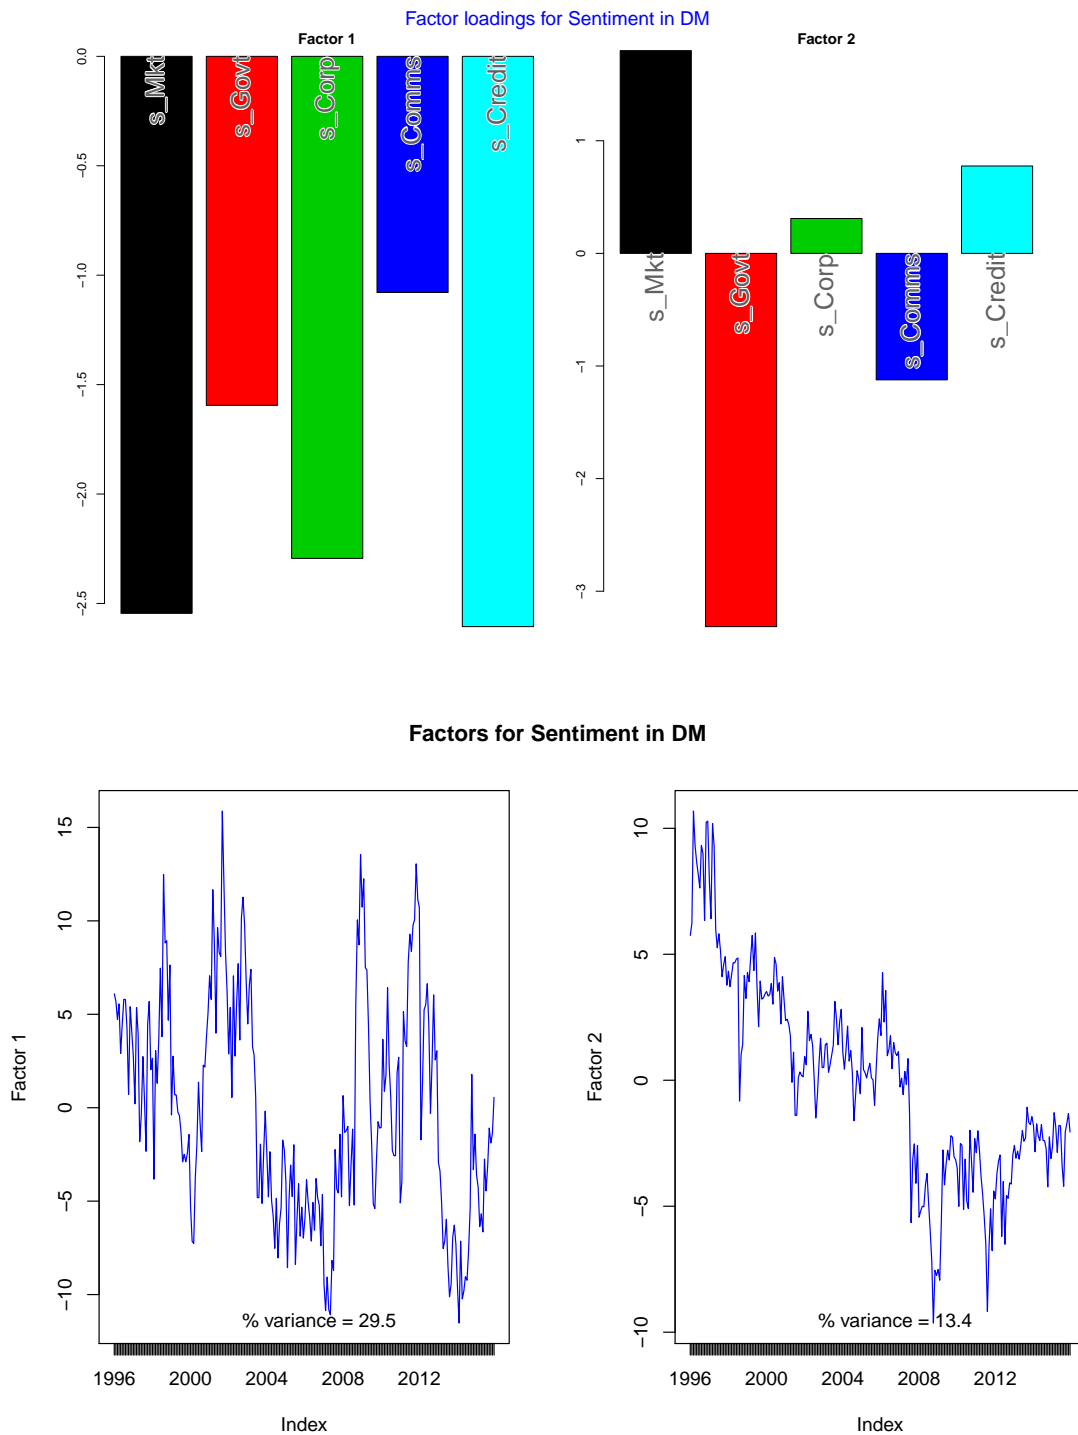 Factor loadings for Sentiment in DM
Factor 1
Factor 2
0.0
−0.5
−1.0
−1.5
−2.0
−2.5
s_Mkt
s_Govt
s_Corp
s_Comms
s_Credit
1
0
−1
−2
−3
s_Mkt
s_Govt
s_Corp
s_Comms
s_Credit
Factors for Sentiment in DM
15
10
5
0
−5
−10
Factor 1
% variance = 29.5
1996 2000 2004 2008 2012
Index
10
5
0
−5
−10
Factor 2
% variance = 13.4
1996 2000 2004 2008 2012
Index